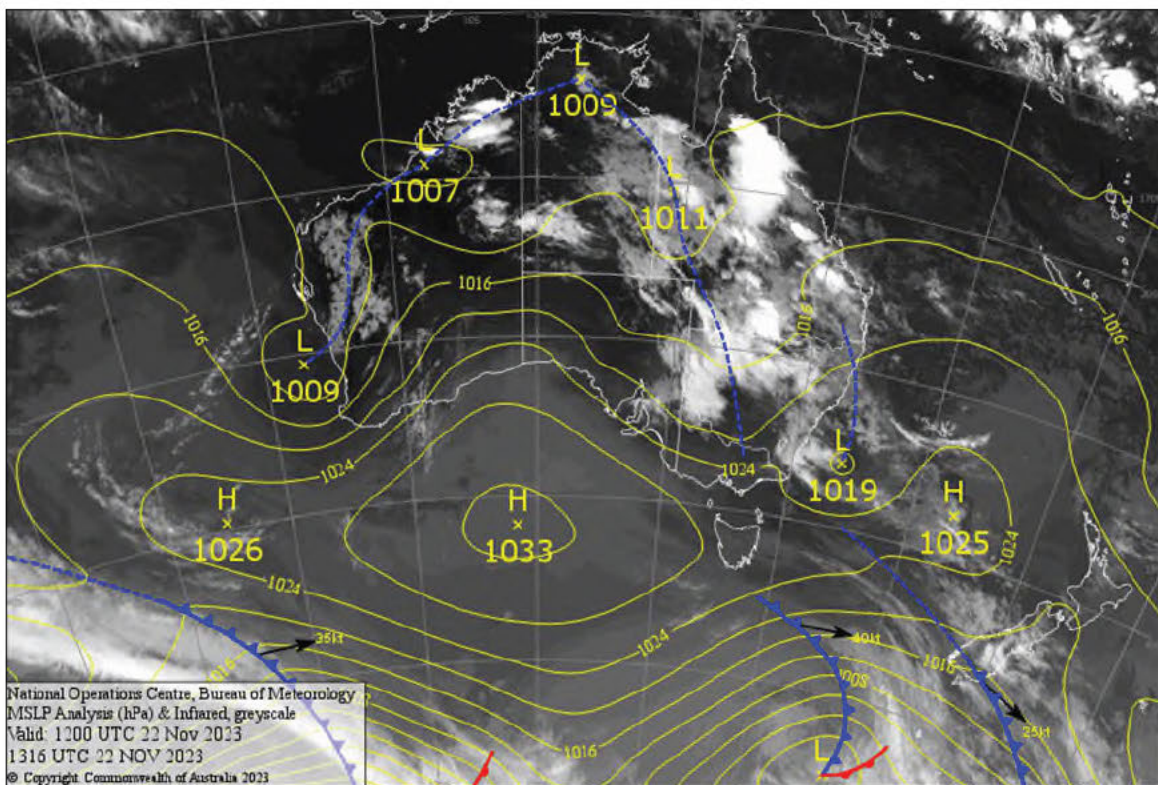 L
1009
L
1007
L
1011
1016
1016
1016
1016
L
1009
1024
1024
L
1019
H
1026
H
1033
H
1025
1024
1024
1024
35kt
40kt
1016
1016
1008
25kt
1016
L
National Operations Centre, Bureau of Meteorology
MSLP Analysis (hPa) & Infrared, greyscale
Valid: 1200 UTC 22 Nov 2023
1316 UTC 22 NOV 2023
© Copyright Commonwealth of Australia 2023